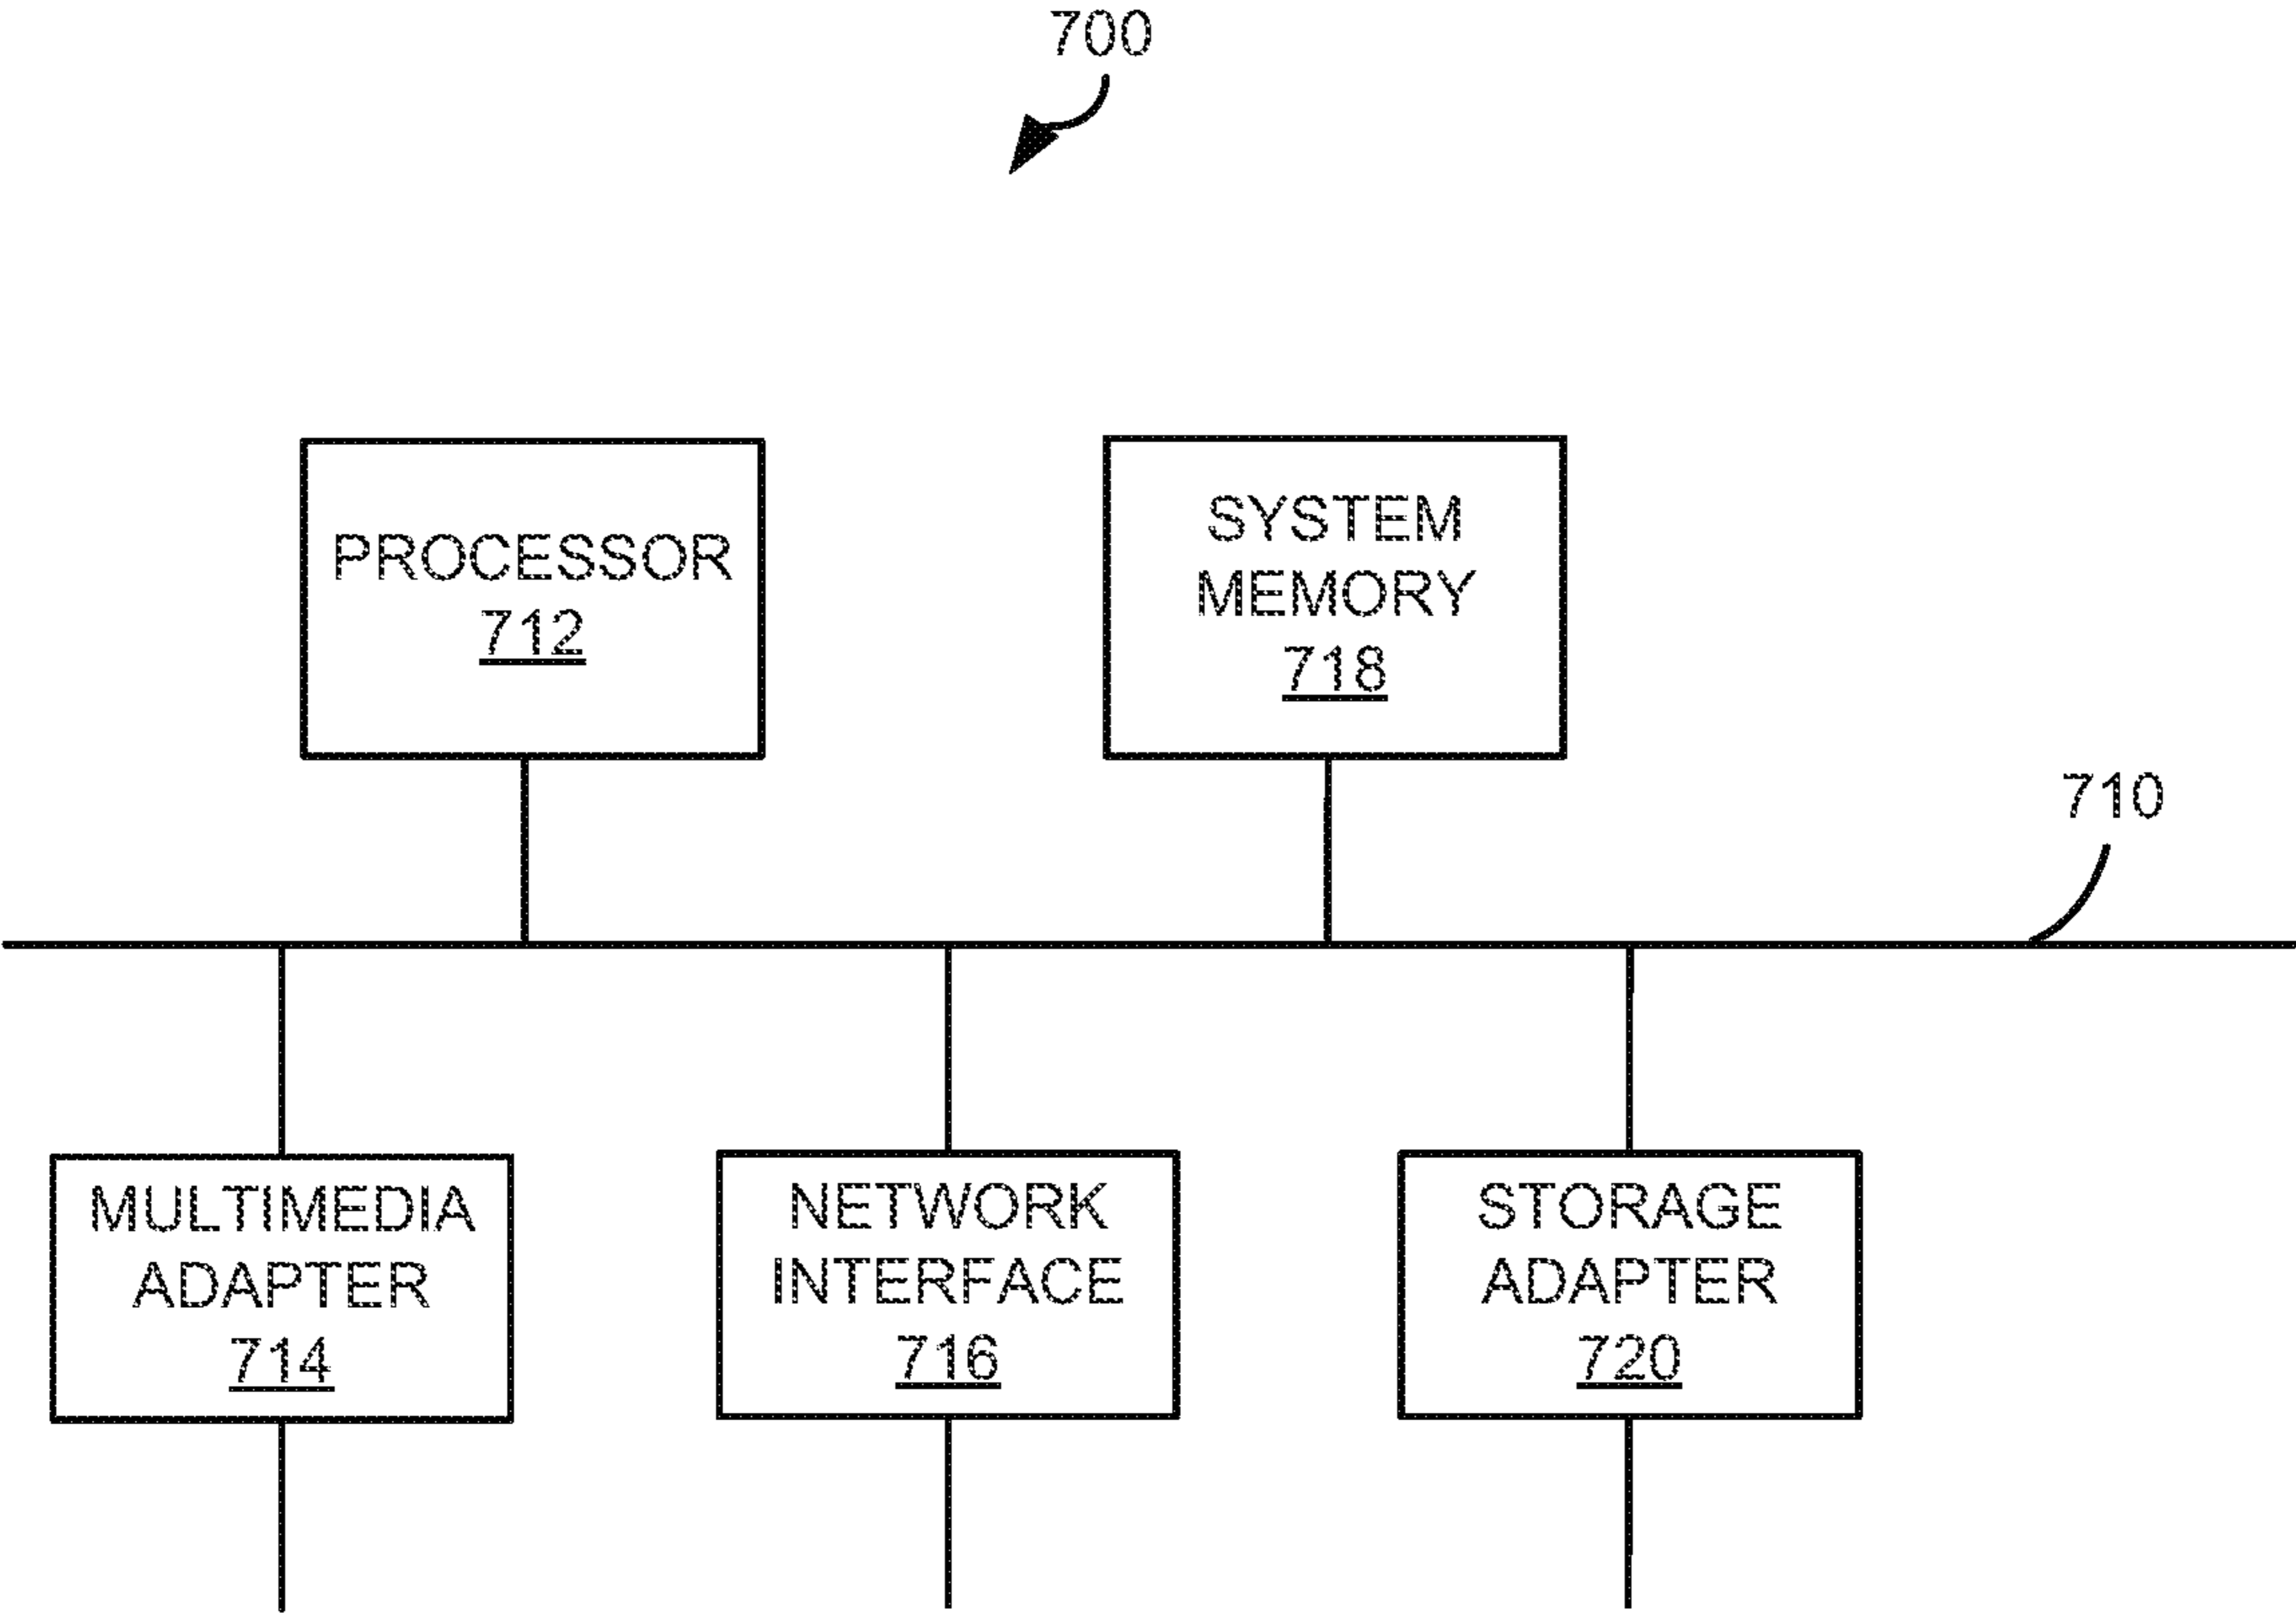 700
PROCESSOR
712
SYSTEM
MEMORY
718
710
MULTIMEDIA
ADAPTER
714
NETWORK
INTERFACE
716
STORAGE
ADAPTER
720